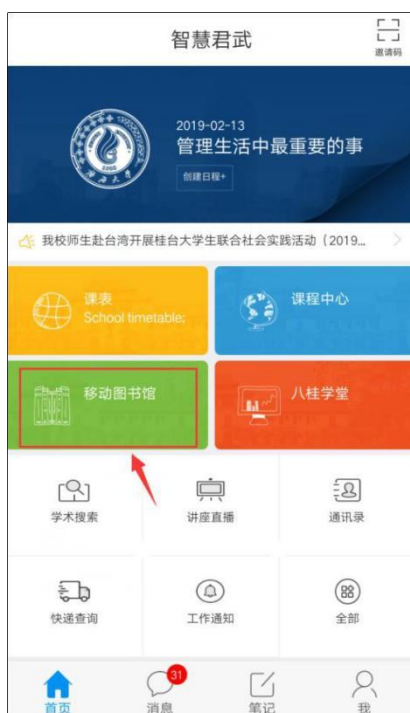 智慧君武
邀请码
2019-02-13
管理生活中最重要的事
创建日程+
我校师生赴台湾开展桂台大学生联合社会实践活动（2019...
课表
School timetable:
课程中心
移动图书馆
八桂学堂
学术搜索
讲座直播
通讯录
快递查询
工作通知
全部
31
首页
消息
笔记
我